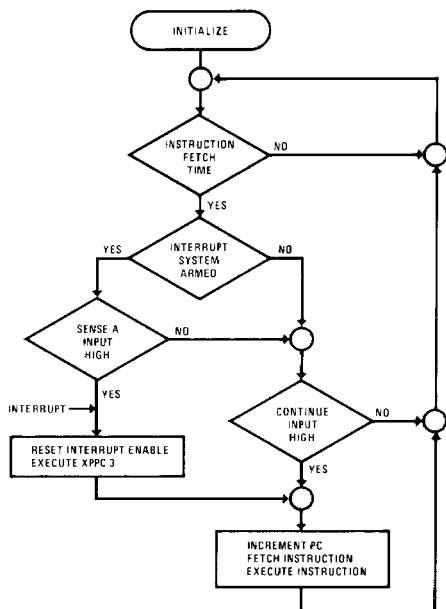 INITIALIZE
INSTRUCTION
FETCH
TIME
NO
YES
INTERRUPT
SYSTEM
ARMED
YES
NO
SENSE-A
INPUT
HIGH
NO
YES
INTERRUPT
CONTINUE
INPUT
HIGH
NO
YES
RESET INTERRUPT ENABLE
EXECUTE XPPC 3
INCREMENT PC
FETCH INSTRUCTION
EXECUTE INSTRUCTION